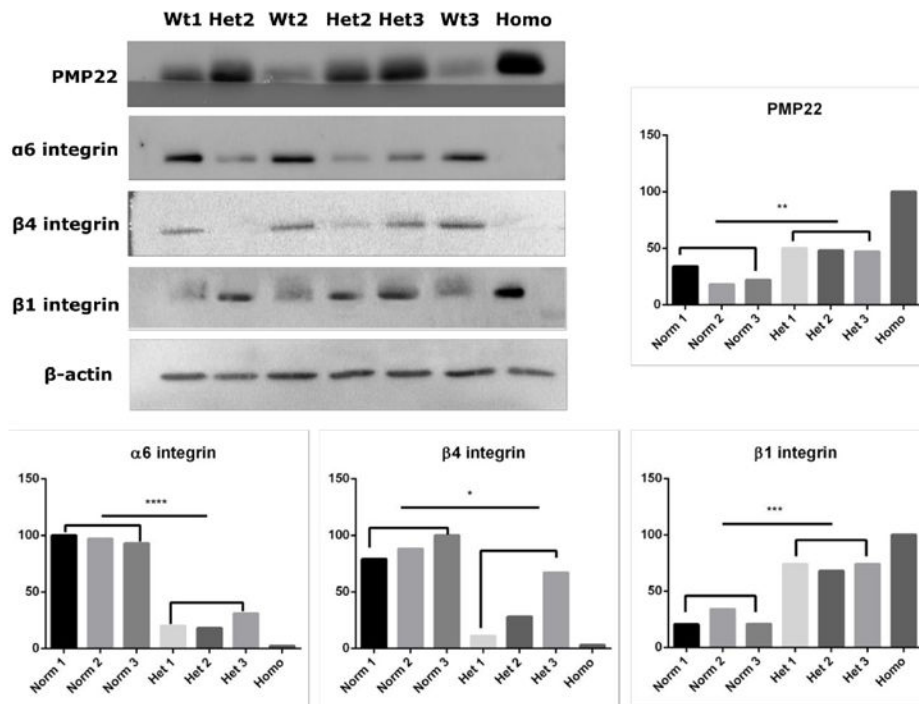 Wt1 Het2 Wt2 Het2 Het3 Wt3 Homo
PMP22
α6 integrin
β4 integrin
β1 integrin
β-actin
PMP22
150
100
50
0
**
Norm 1 Norm 2 Norm 3 Het 1 Het 2 Het 3 Homo
α6 integrin
150
100
50
0
****
Norm 1 Norm 2 Norm 3 Het 1 Het 2 Het 3 Homo
β4 integrin
150
100
50
0
*
Norm 1 Norm 2 Norm 3 Het 1 Het 2 Het 3 Homo
β1 integrin
150
100
50
0
***
Norm 1 Norm 2 Norm 3 Het 1 Het 2 Het 3 Homo